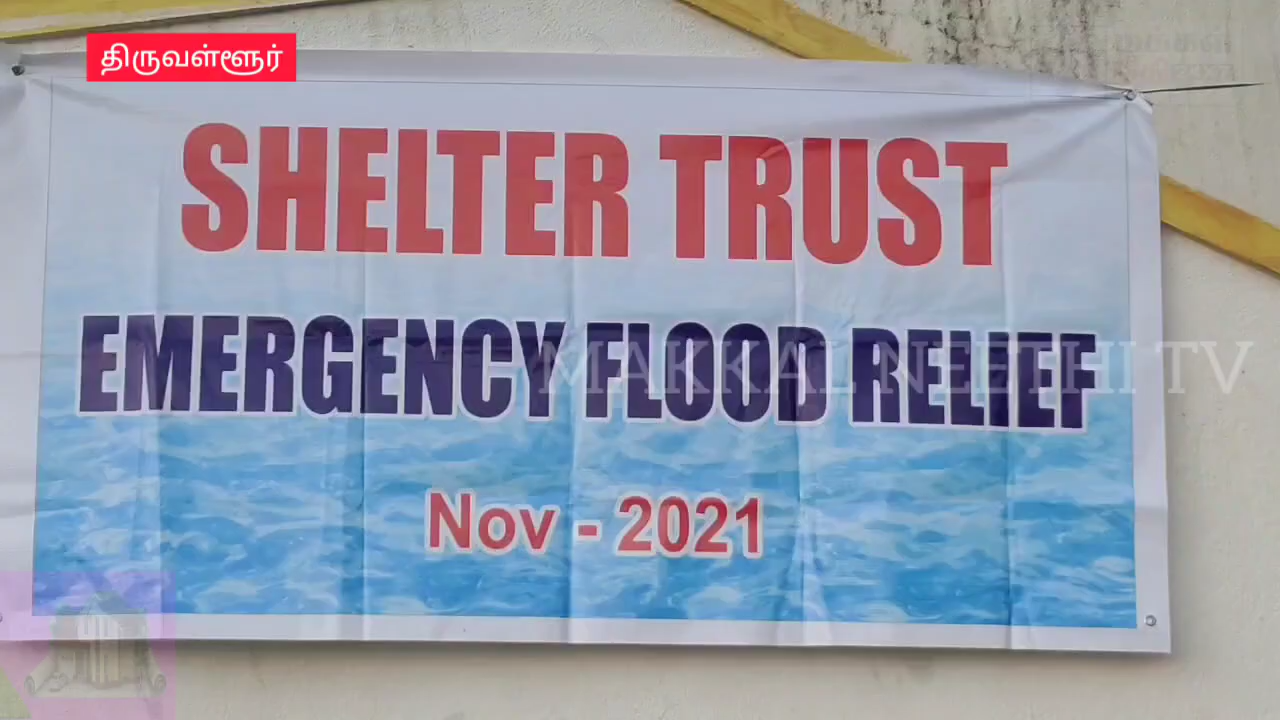 திருவள்ளூர்
SHELTER TRUST
EMERGENCY FLOOD RELIEF
MAKKAL NEETHI TV
Nov - 2021